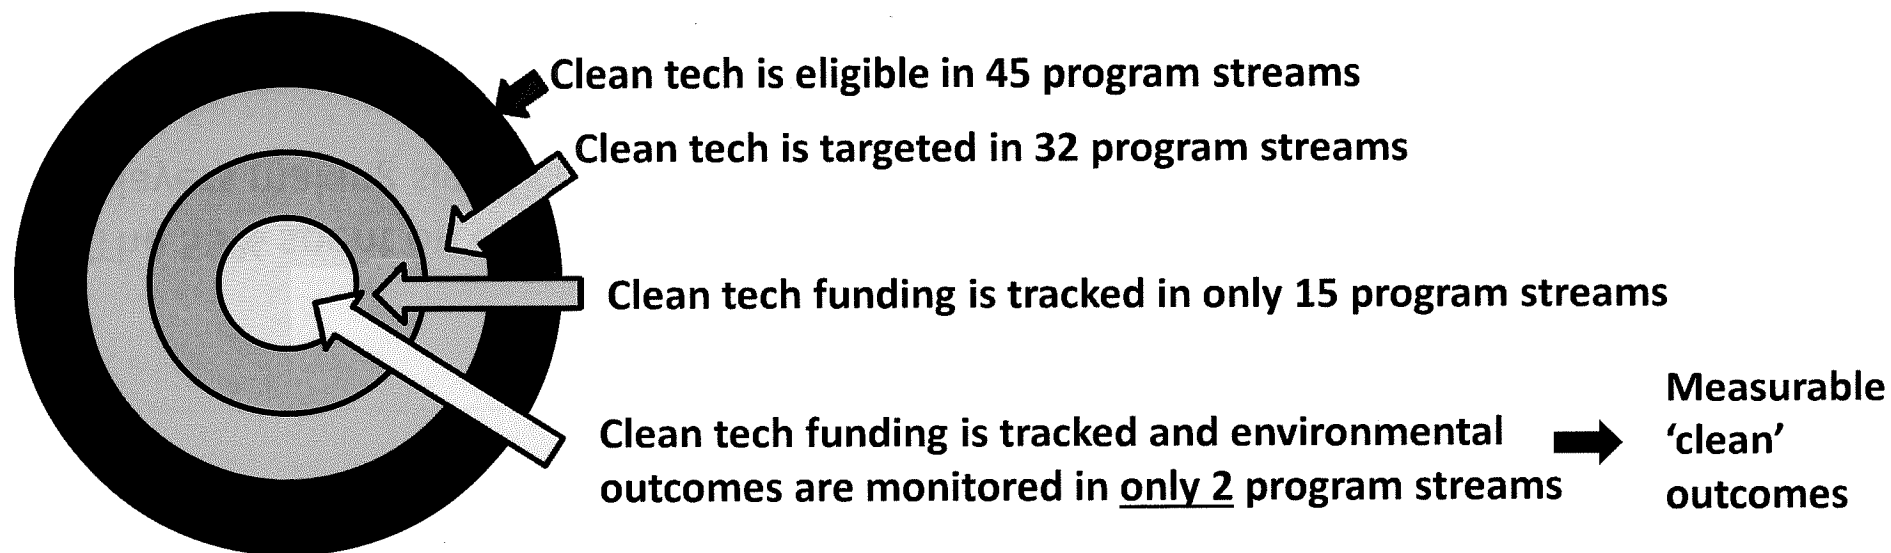 Clean tech is eligible in 45 program streams
Clean tech is targeted in 32 program streams
Clean tech funding is tracked in only 15 program streams
Clean tech funding is tracked and environmental
outcomes are monitored in only 2 program streams
Measurable
‘clean’
outcomes